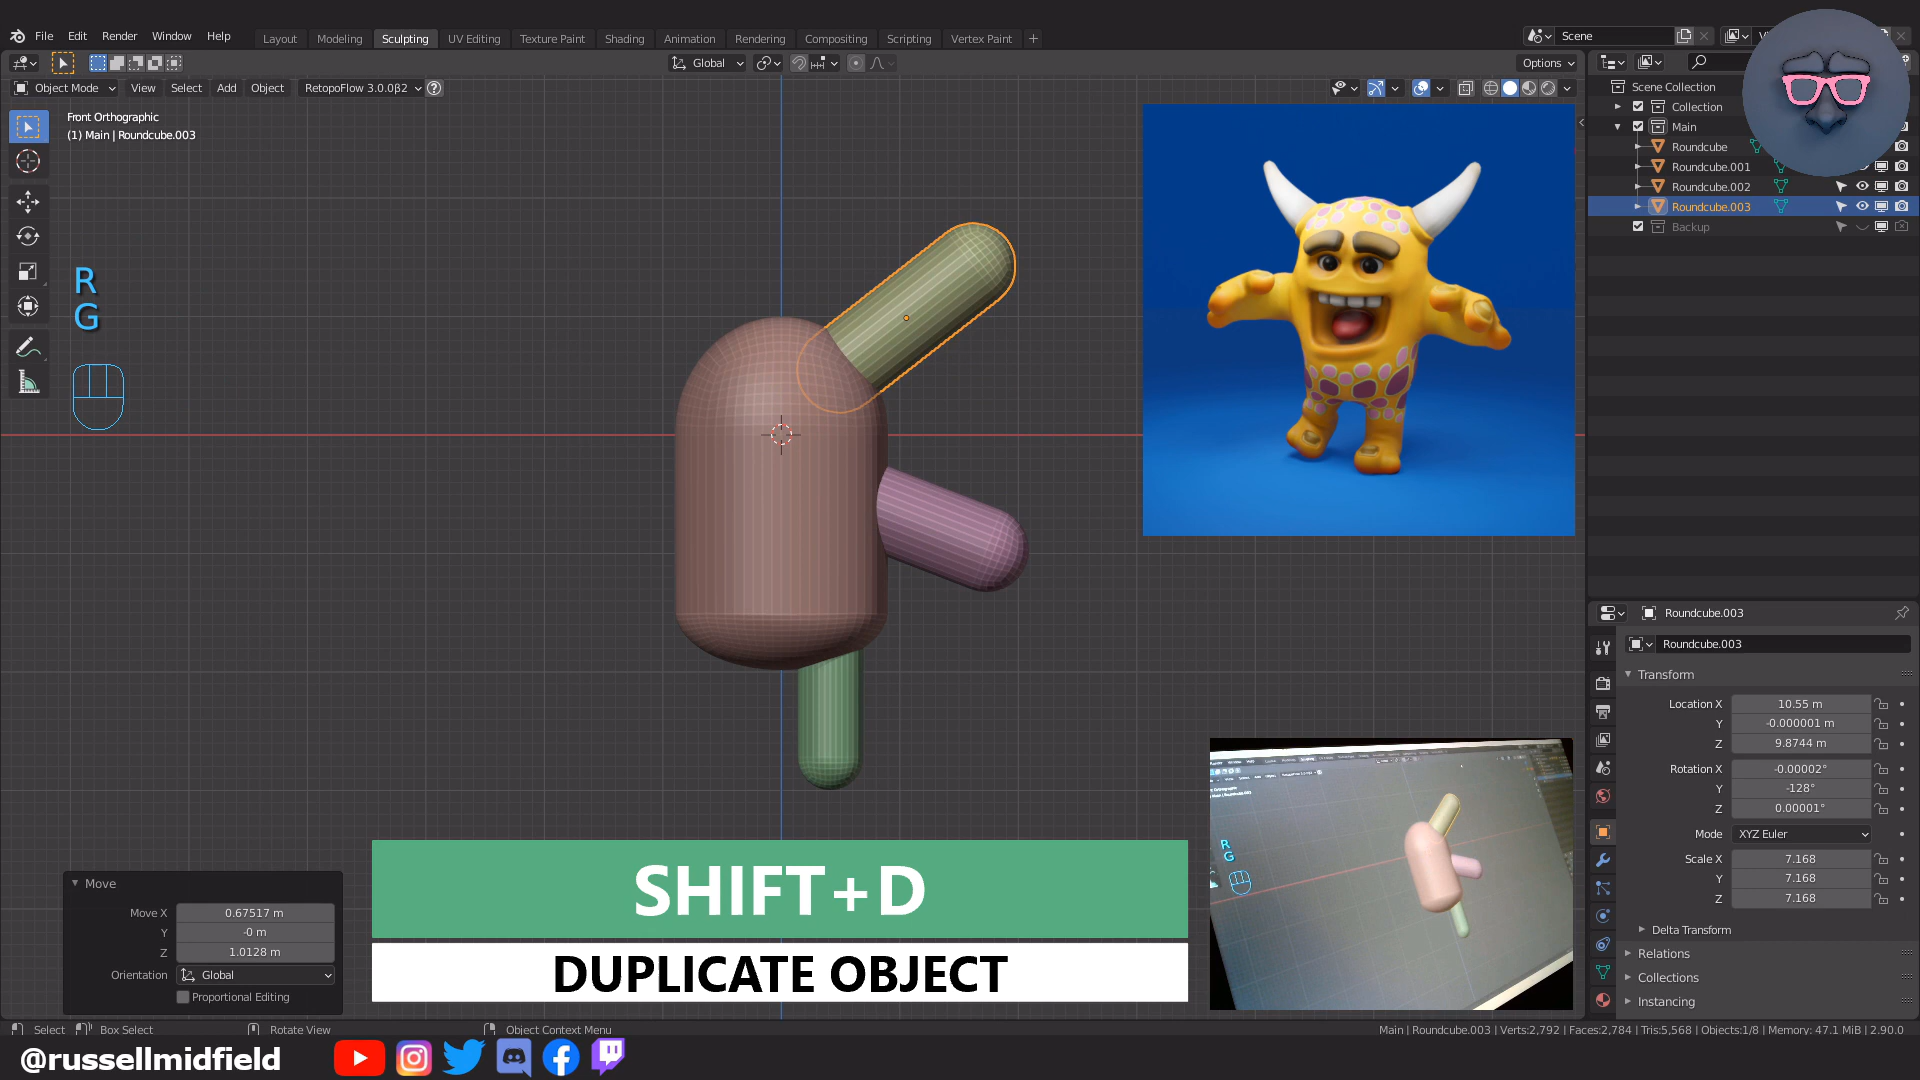 File Edit Render Window Help
Layout Modeling Sculpting UV Editing Texture Paint Shading Animation Rendering Compositing Scripting Vertex Paint +
Scene
Global
Options
Object Mode View Select Add Object RetopoFlow 3.0.0β2
Front Orthographic
(1) Main | Roundcube.003
R
G
Scene Collection
Collection
Main
Roundcube
Roundcube.001
Roundcube.002
Roundcube.003
Backup
Roundcube.003
Roundcube.003
Transform
Location X 10.55 m
Y -0.000001 m
Z 9.8744 m
Rotation X -0.00002°
Y -128°
Z 0.00001°
Mode XYZ Euler
Scale X 7.168
Y 7.168
Z 7.168
Delta Transform
Relations
Collections
Instancing
Move
Move X 0.67517 m
Y -0 m
Z 1.0128 m
Orientation Global
Proportional Editing
SHIFT+D
DUPLICATE OBJECT
R
G
Select Box Select Rotate View Object Context Menu
Main | Roundcube.003 | Verts:2,792 | Faces:2,784 | Tris:5,568 | Objects:1/8 | Memory: 47.1 MiB | 2.90.0
@russellmidfield